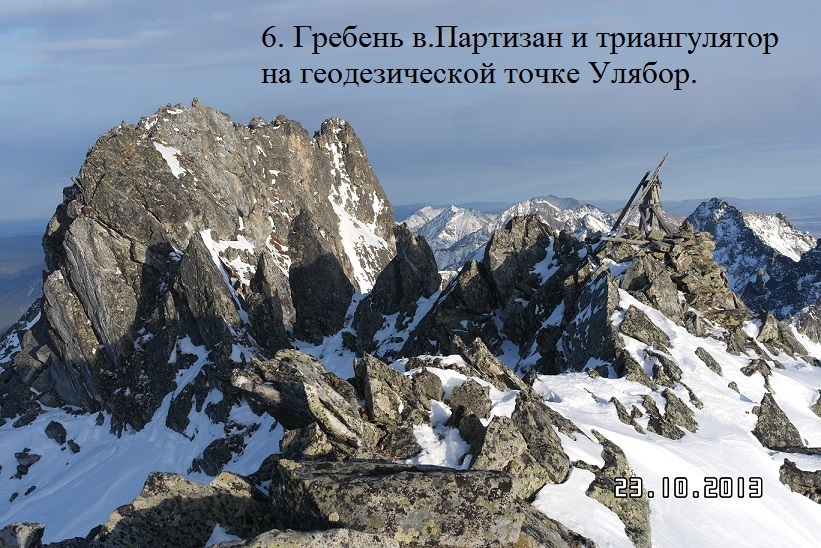 6. Гребень в.Партизан и триангулятор
на геодезической точке Улябор.
23.10.2013